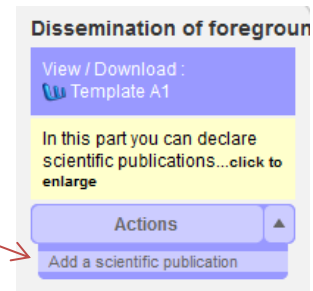 Dissemination of foregroun
View / Download :
Template A1
In this part you can declare
scientific publications...click to
enlarge
Actions
Add a scientific publication